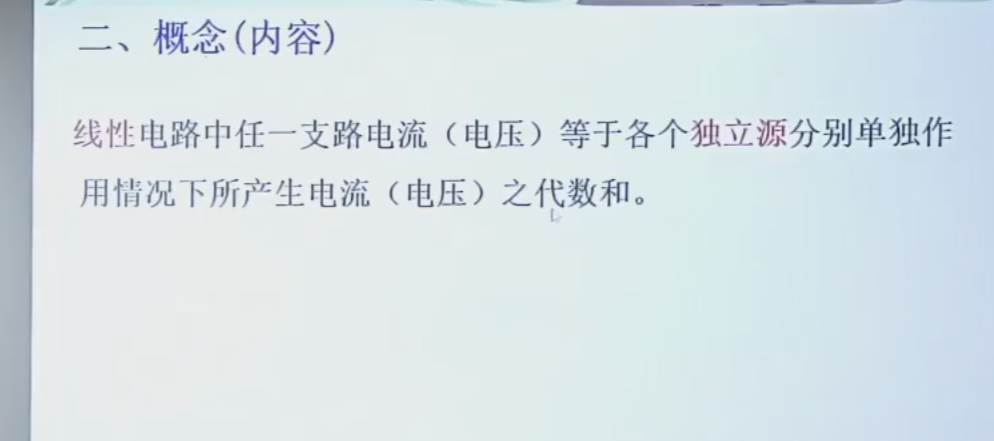 二、概念(内容)
线性电路中任一支路电流（电压）等于各个独立源分别单独作
用情况下所产生电流（电压）之代数和。